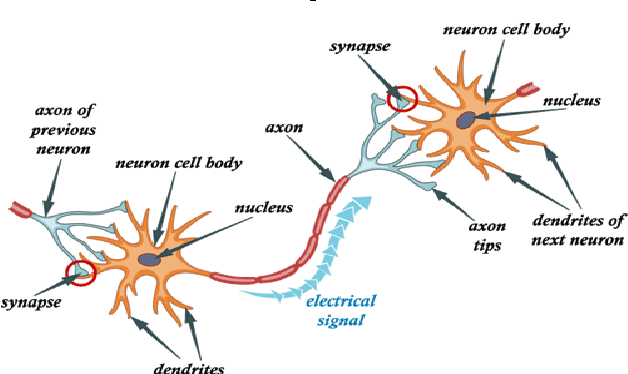 neuron cell body
synapse
nucleus
axon of
previous
neuron
axon
neuron cell body
nucleus
axon
tips
dendrites of
next neuron
synapse
electrical
signal
dendrites